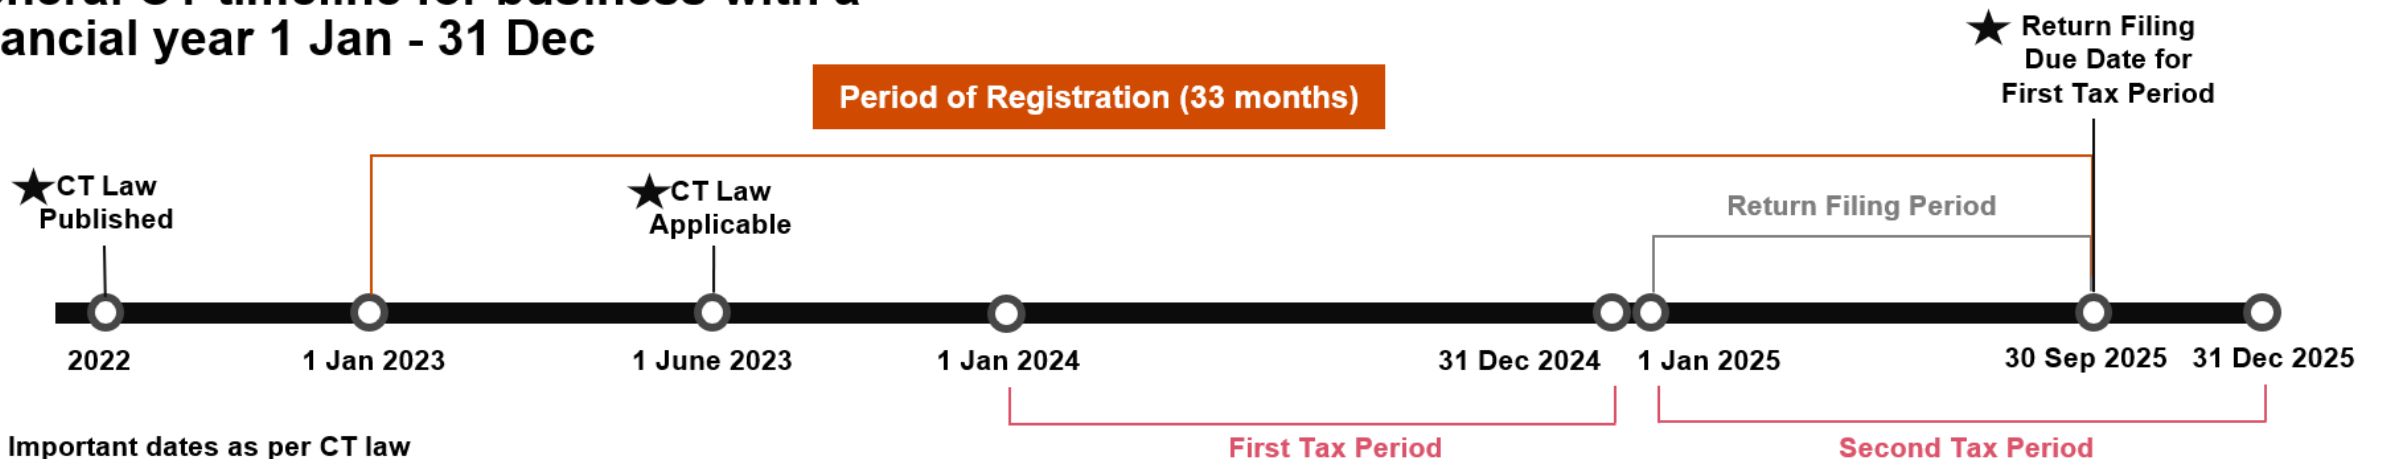 ancial year 1 Jan - 31 Dec
Return Filing
Due Date for
First Tax Period
Period of Registration (33 months)
CT Law
Published
CT Law
Applicable
Return Filing Period
2022
1 Jan 2023
1 June 2023
1 Jan 2024
31 Dec 2024
1 Jan 2025
30 Sep 2025
31 Dec 2025
First Tax Period
Second Tax Period
Important dates as per CT law